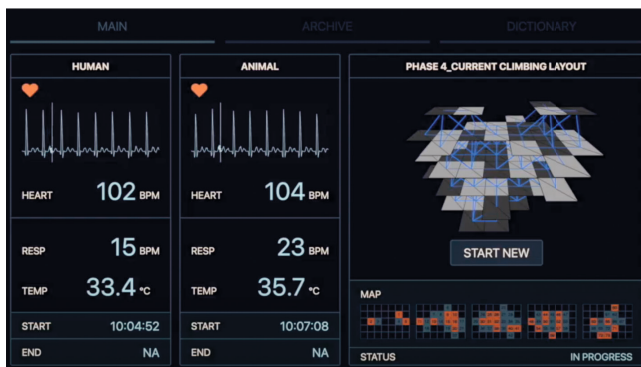 MAIN
ARCHIVE
DICTIONARY
HUMAN
HEART 102 BPM
RESP 15 BPM
TEMP 33.4 °C
START 10:04:52
END NA
ANIMAL
HEART 104 BPM
RESP 23 BPM
TEMP 35.7 °C
START 10:07:08
END NA
PHASE 4_CURRENT CLIMBING LAYOUT
START NEW
MAP
STATUS IN PROGRESS